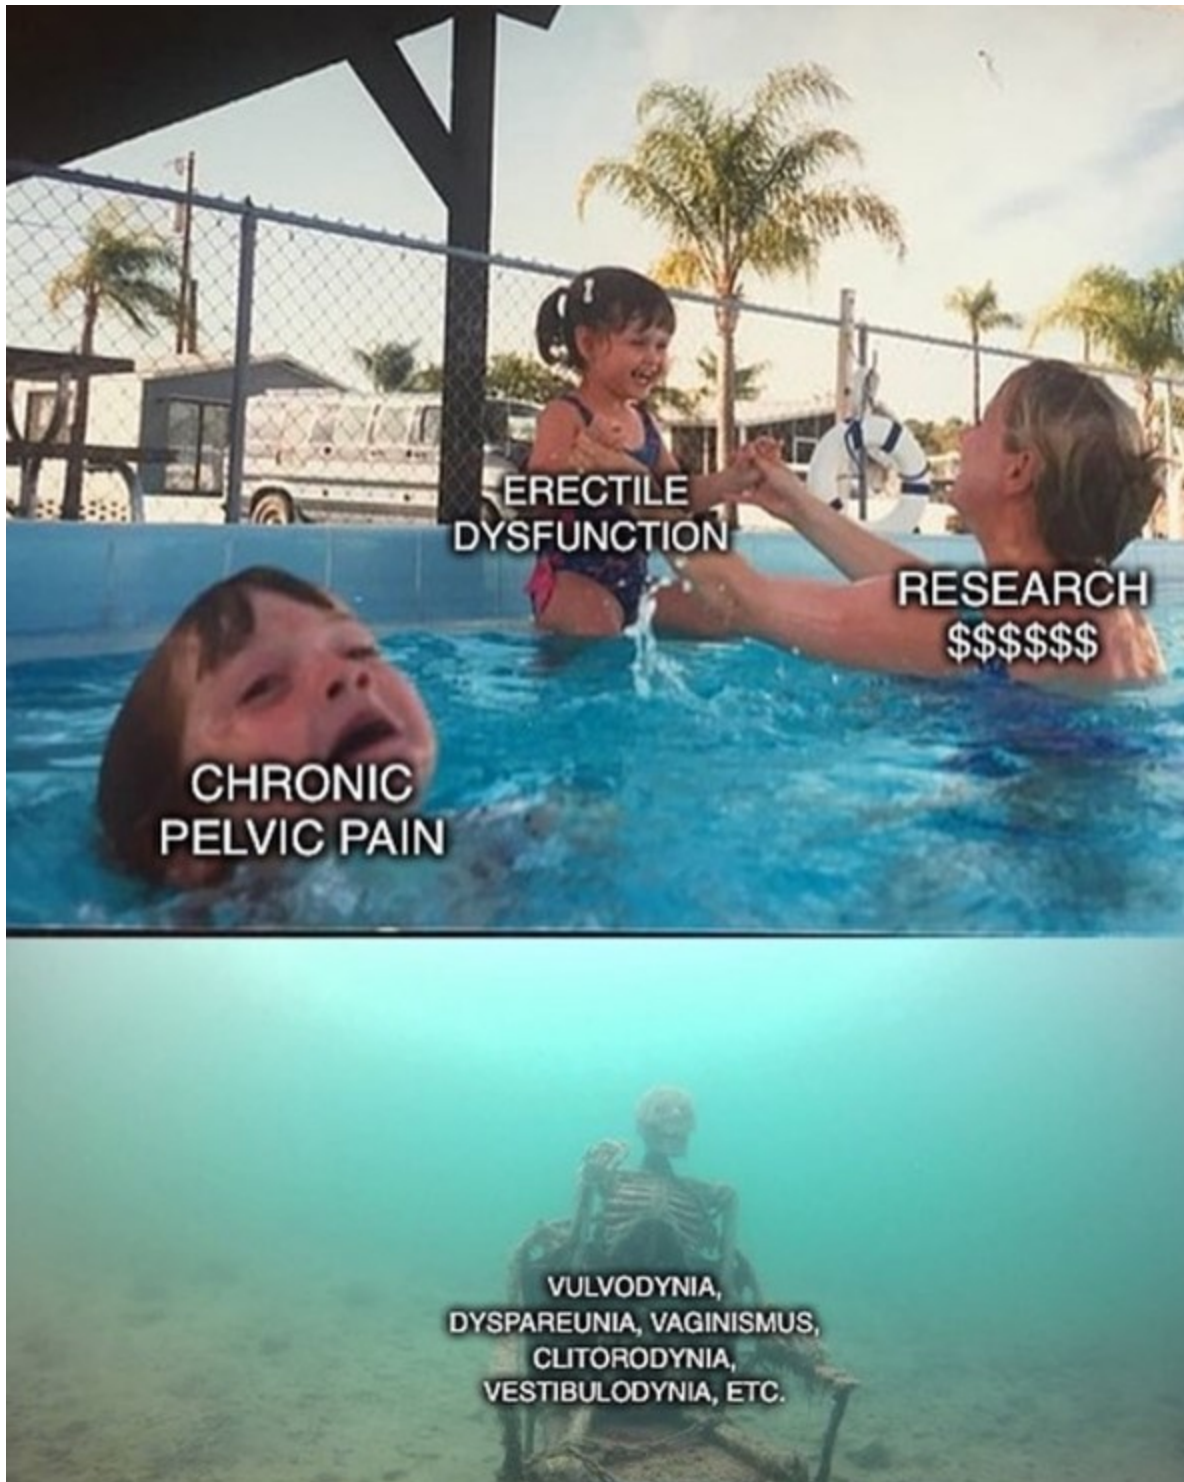 ERECTILE
DYSFUNCTION
RESEARCH
$$$$$$
CHRONIC
PELVIC PAIN
VULVODYNIA,
DYSPAREUNIA, VAGINISMUS,
CLITORODYNIA,
VESTIBULODYNIA, ETC.